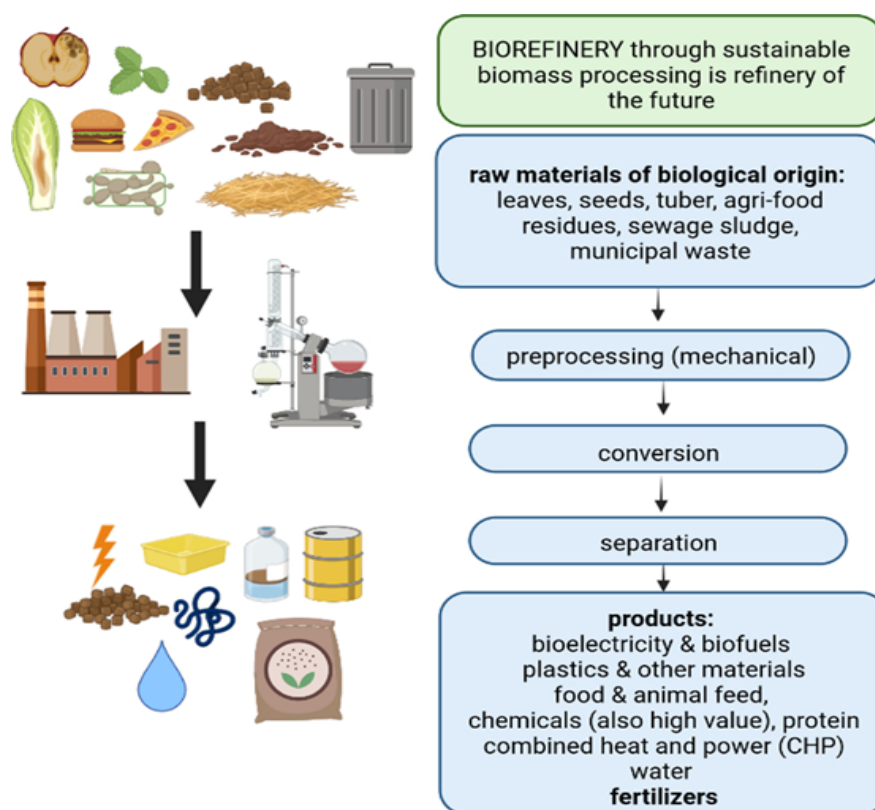 BIOREFINERY through sustainable
biomass processing is refinery of
the future
raw materials of biological origin:
leaves, seeds, tuber, agri-food
residues, sewage sludge,
municipal waste
preprocessing (mechanical)
conversion
separation
products:
bioelectricity & biofuels
plastics & other materials
food & animal feed,
chemicals (also high value), protein
combined heat and power (CHP)
water
fertilizers